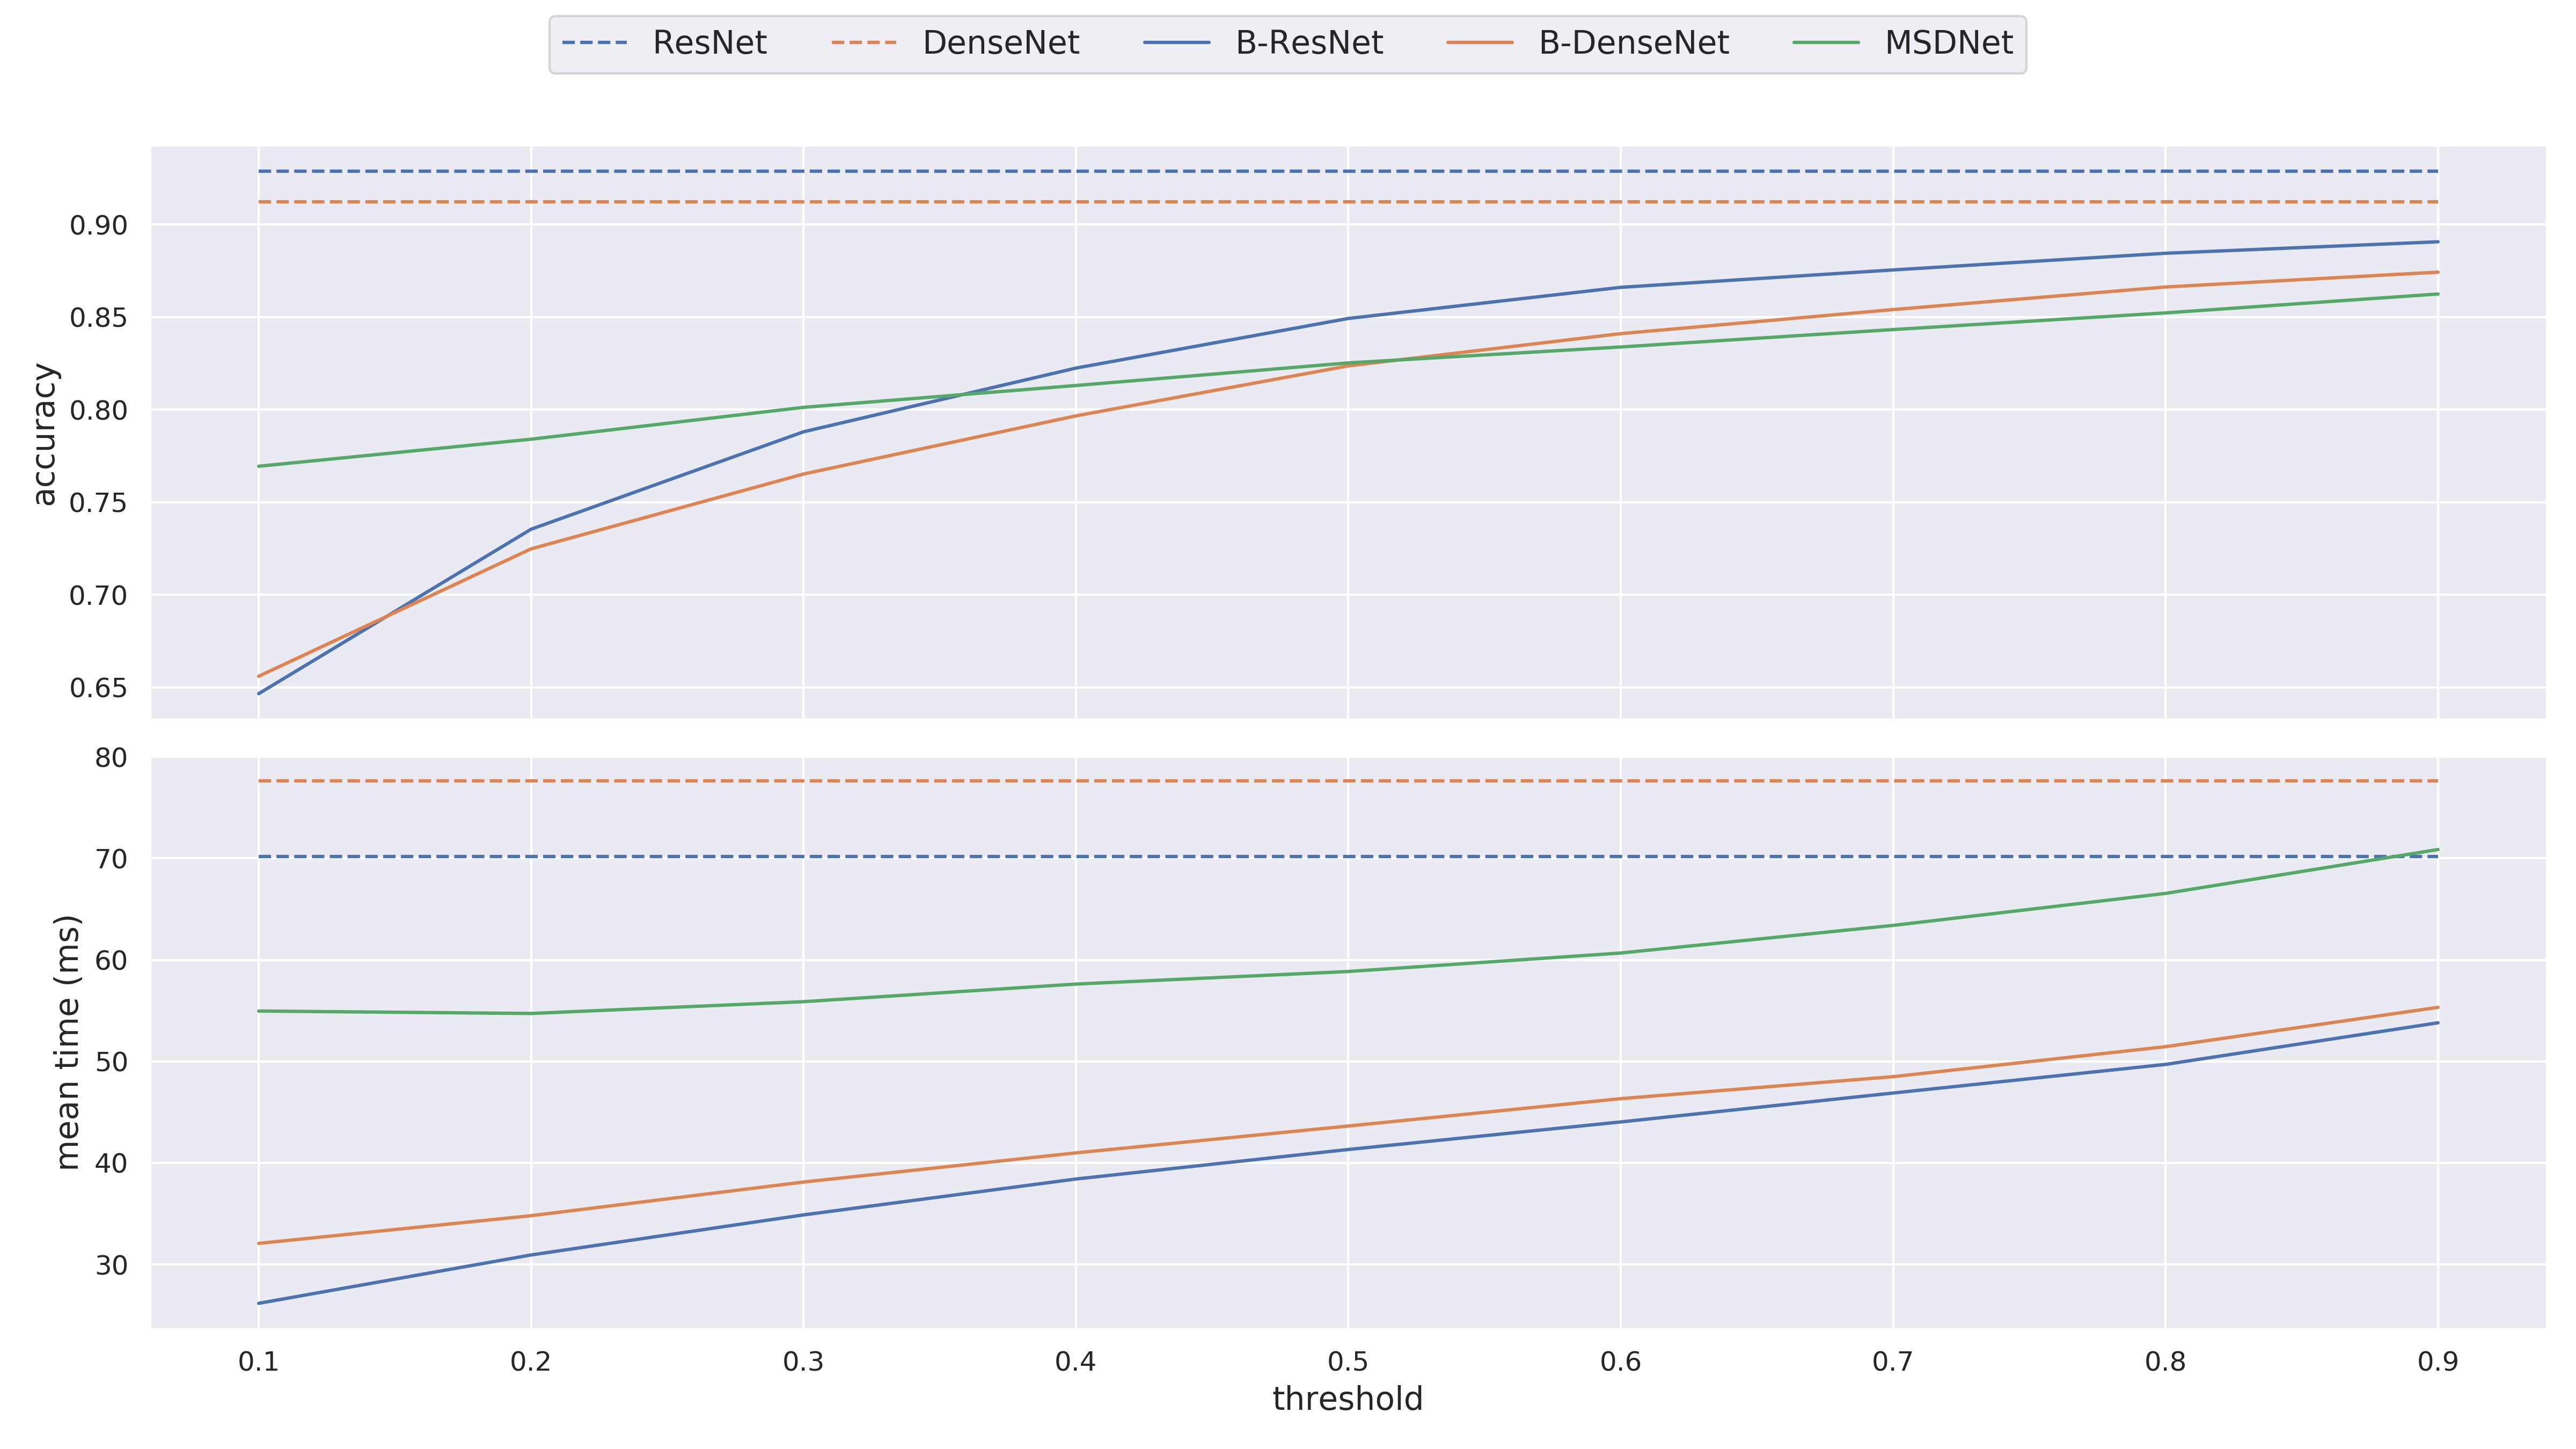 ResNet DenseNet B-ResNet B-DenseNet MSDNet
accuracy
0.90
0.85
0.80
0.75
0.70
0.65
mean time (ms)
80
70
60
50
40
30
0.1 0.2 0.3 0.4 0.5 0.6 0.7 0.8 0.9
threshold